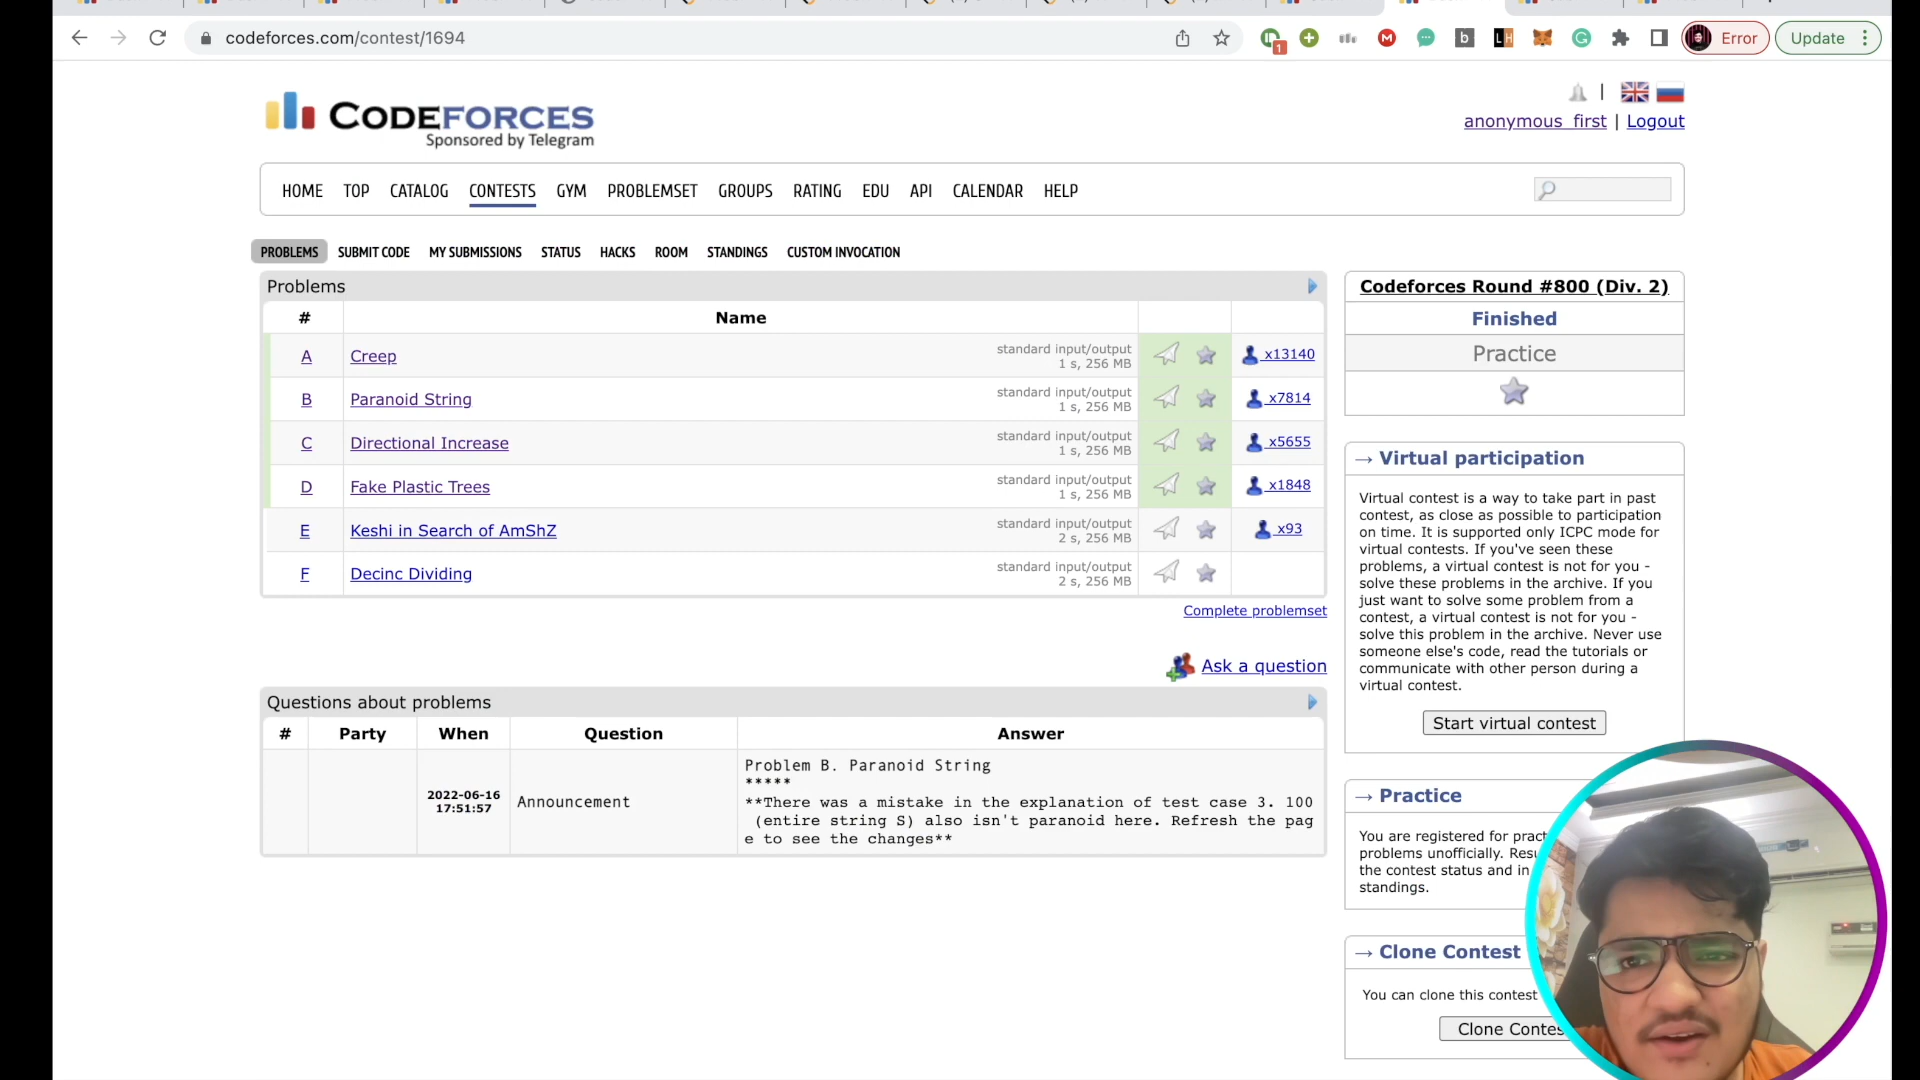 codeforces.com/contest/1694
1
Error
Update
CODEFORCES
Sponsored by Telegram
|
anonymous_first | Logout
HOME TOP CATALOG CONTESTS GYM PROBLEMSET GROUPS RATING EDU API CALENDAR HELP
PROBLEMS SUBMIT CODE MY SUBMISSIONS STATUS HACKS ROOM STANDINGS CUSTOM INVOCATION
Problems
# Name
A Creep standard input/output
1 s, 256 MB
x13140
B Paranoid String standard input/output
1 s, 256 MB
x7814
C Directional Increase standard input/output
1 s, 256 MB
x5655
D Fake Plastic Trees standard input/output
1 s, 256 MB
x1848
E Keshi in Search of AmShZ standard input/output
2 s, 256 MB
x93
F Decinc Dividing standard input/output
2 s, 256 MB
Complete problemset
Ask a question
Questions about problems
# Party When Question Answer
2022-06-16
17:51:57
Announcement
Problem B. Paranoid String
*****
**There was a mistake in the explanation of test case 3. 100
(entire string S) also isn't paranoid here. Refresh the pag
e to see the changes**
Codeforces Round #800 (Div. 2)
Finished
Practice
→ Virtual participation
Virtual contest is a way to take part in past
contest, as close as possible to participation
on time. It is supported only ICPC mode for
virtual contests. If you've seen these
problems, a virtual contest is not for you -
solve these problems in the archive. If you
just want to solve some problem from a
contest, a virtual contest is not for you -
solve this problem in the archive. Never use
someone else's code, read the tutorials or
communicate with other person during a
virtual contest.
Start virtual contest
→ Practice
You are registered for pract
problems unofficially. Resu
the contest status and in
standings.
→ Clone Contest
You can clone this contest
Clone Contes